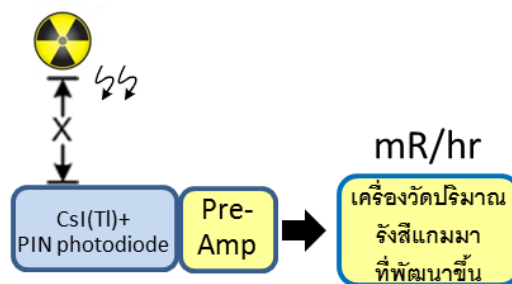 X
mR/hr
CsI(Tl)+
PIN photodiode
Pre-
Amp
เครื่องวัดปริมาณ
รังสีแกมมา
ที่พัฒนาขึ้น